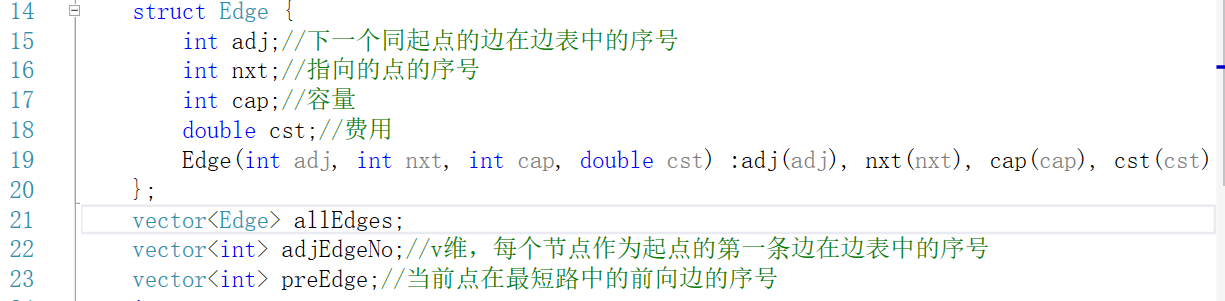 14 struct Edge {
15 int adj;//下一个同起点的边在边表中的序号
16 int nxt;//指向的点的序号
17 int cap;//容量
18 double cst;//费用
19 Edge(int adj, int nxt, int cap, double cst) :adj(adj), nxt(nxt), cap(cap), cst(cst)
20 };
21 vector<Edge> allEdges;
22 vector<int> adjEdgeNo;//v维，每个节点作为起点的第一条边在边表中的序号
23 vector<int> preEdge;//当前点在最短路中的前向边的序号